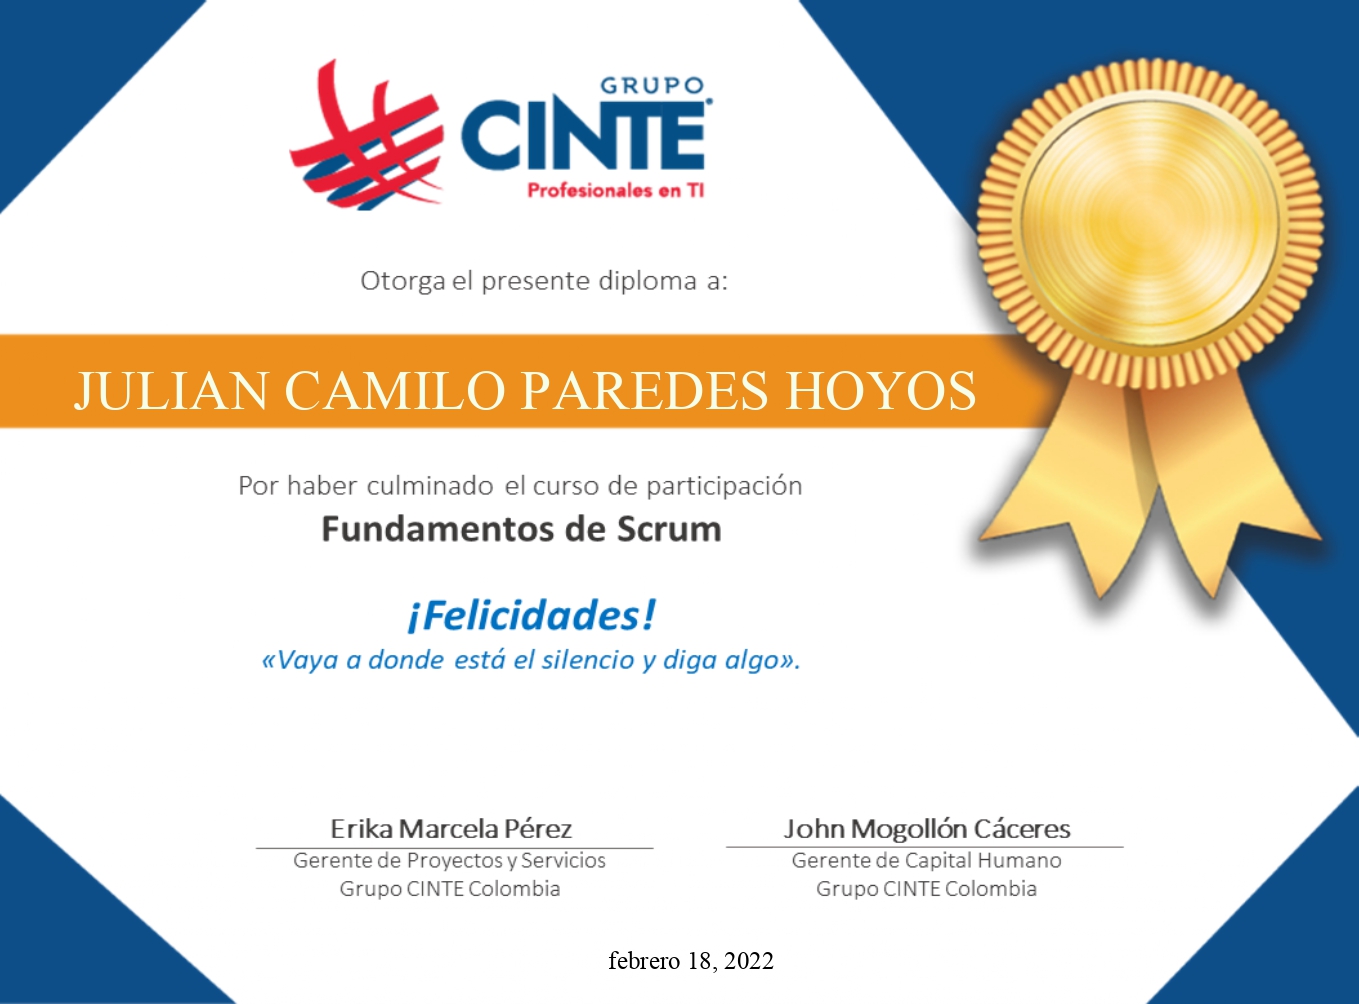 GRUPO
CINTE
Profesionales en TI
Otorga el presente diploma a:
JULIAN CAMILO PAREDES HOYOS
Por haber culminado el curso de participación
Fundamentos de Scrum
¡Felicidades!
«Vaya a donde está el silencio y diga algo».
Erika Marcela Pérez
Gerente de Proyectos y Servicios
Grupo CINTE Colombia
John Mogollón Cáceres
Gerente de Capital Humano
Grupo CINTE Colombia
febrero 18, 2022